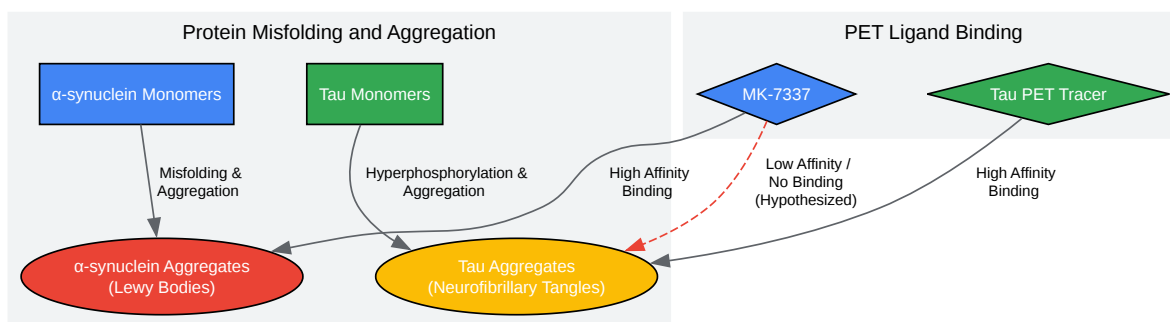 Protein Misfolding and Aggregation
PET Ligand Binding
α-synuclein Monomers
Tau Monomers
MK-7337
Tau PET Tracer
Misfolding &
Aggregation
Hyperphosphorylation &
Aggregation
High Affinity
Binding
Low Affinity /
No Binding
(Hypothesized)
High Affinity
Binding
α-synuclein Aggregates
(Lewy Bodies)
Tau Aggregates
(Neurofibrillary Tangles)